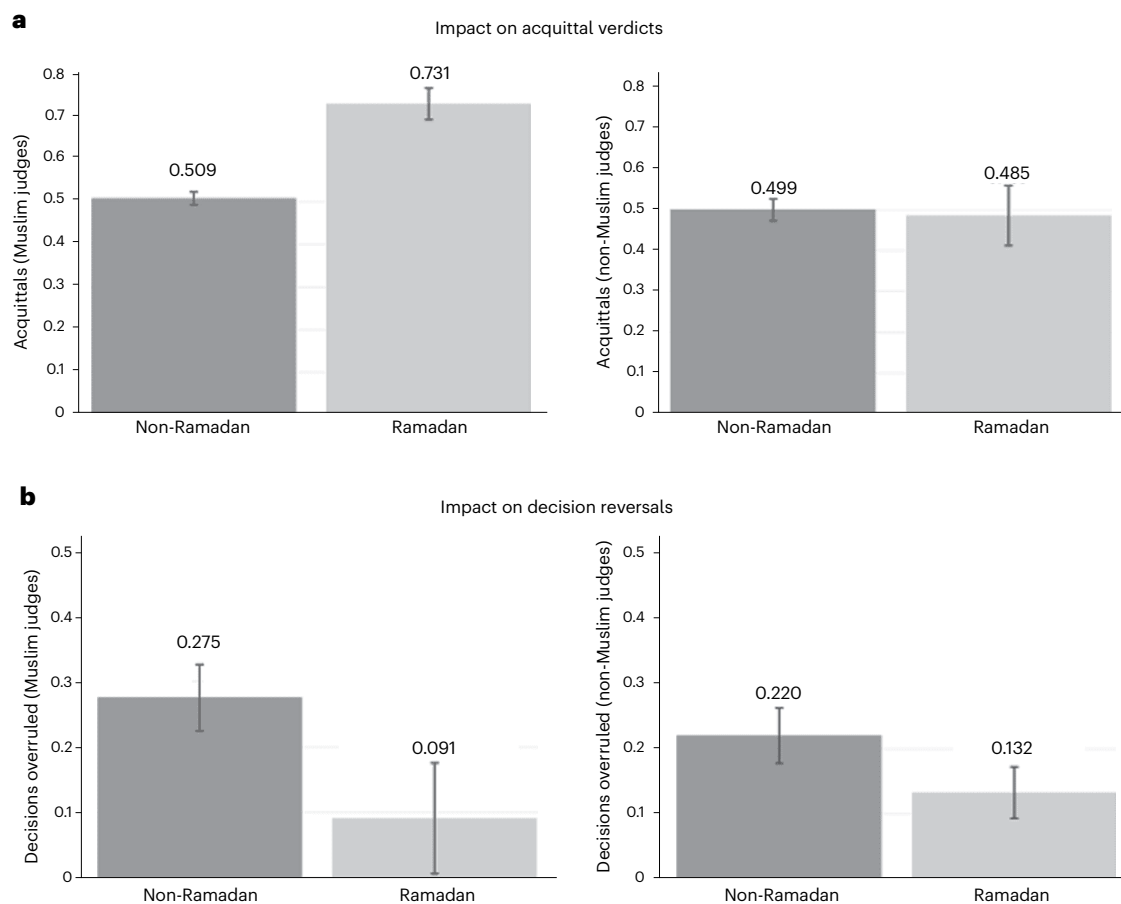 a
Impact on acquittal verdicts
Acquittals (Muslim judges)
0.8
0.7
0.6
0.5
0.4
0.3
0.2
0.1
0
0.509
0.731
Non-Ramadan
Ramadan
Acquittals (non-Muslim judges)
0.8
0.7
0.6
0.5
0.4
0.3
0.2
0.1
0
0.499
0.485
Non-Ramadan
Ramadan
b
Impact on decision reversals
Decisions overruled (Muslim judges)
0.5
0.4
0.3
0.2
0.1
0
0.275
0.091
Non-Ramadan
Ramadan
Decisions overruled (non-Muslim judges)
0.5
0.4
0.3
0.2
0.1
0
0.220
0.132
Non-Ramadan
Ramadan